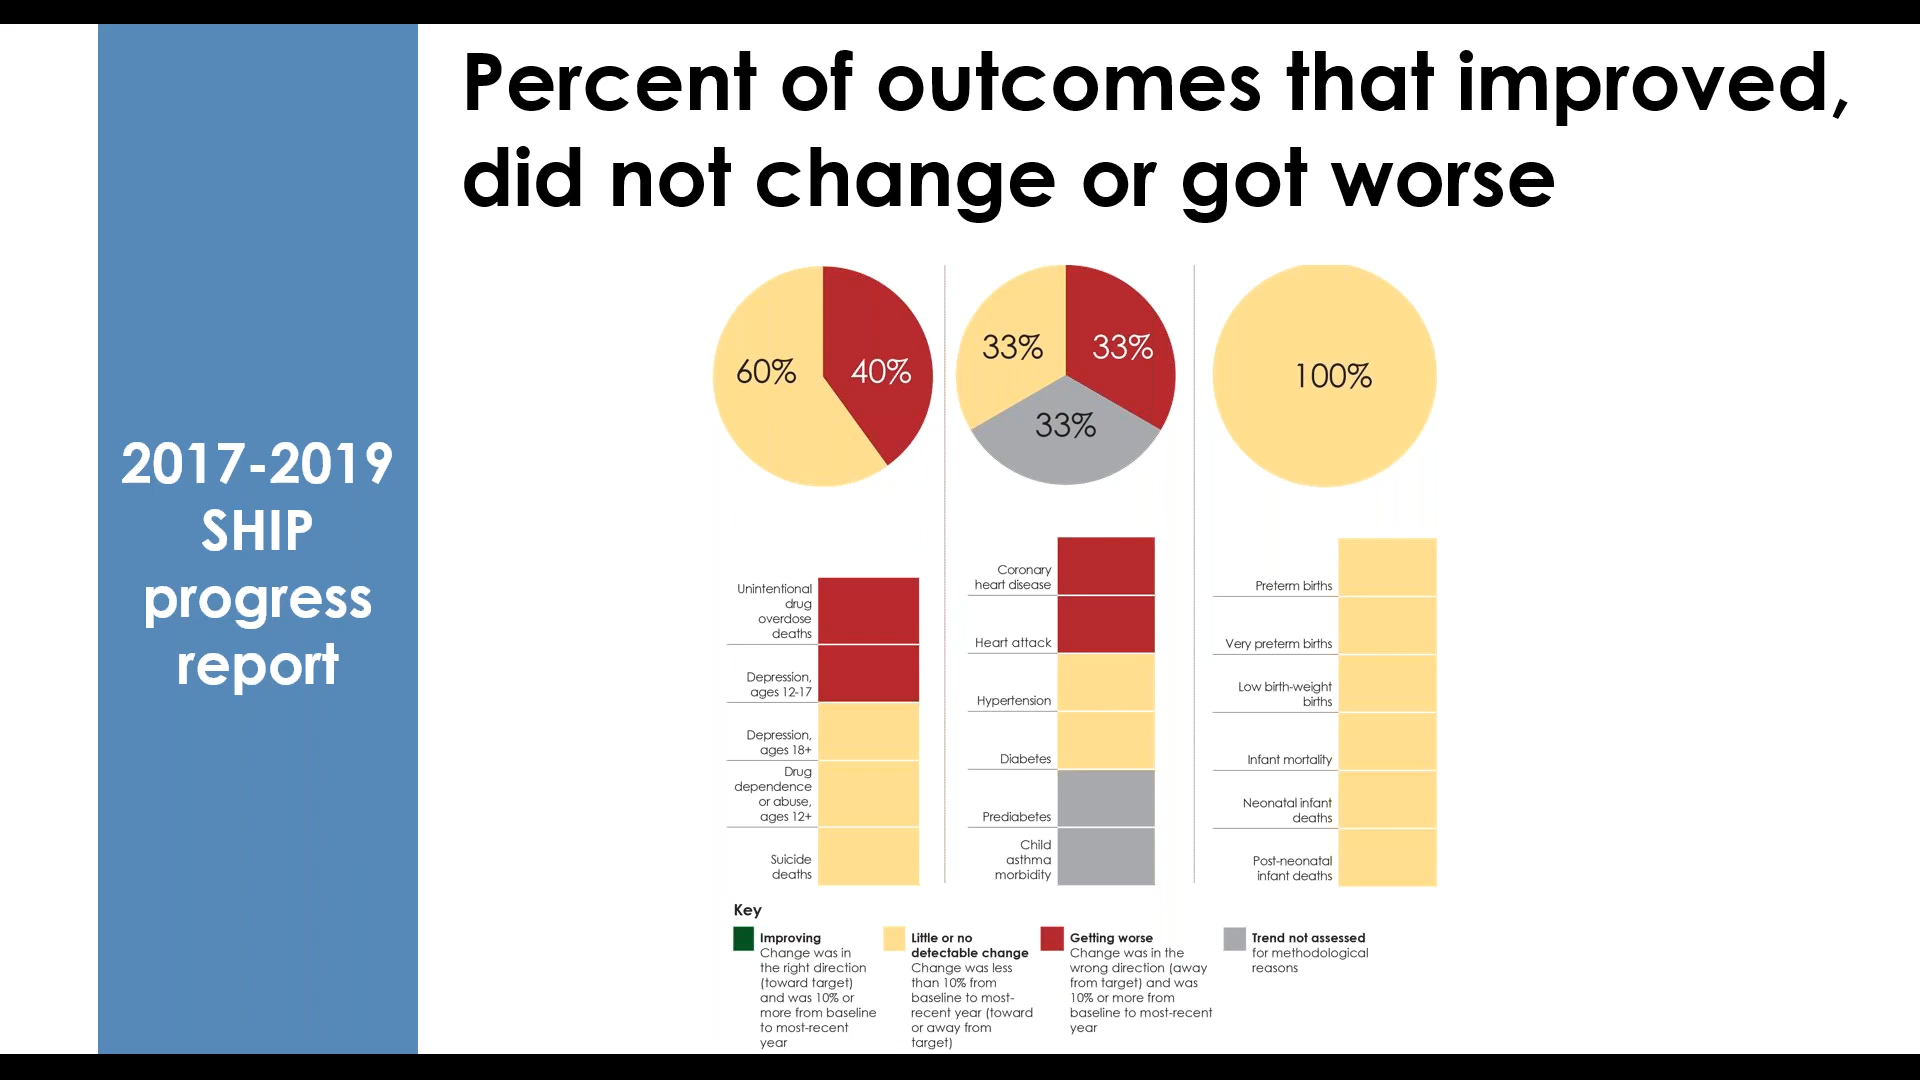 Percent of outcomes that improved,
did not change or got worse
2017-2019
SHIP
progress
report
60%
40%
33%
33%
33%
100%
Unintentional
drug
overdose
deaths
Depression,
ages 12-17
Depression,
ages 18+
Drug
dependence
or abuse,
ages 12+
Suicide
deaths
Coronary
heart disease
Heart attack
Hypertension
Diabetes
Prediabetes
Child
asthma
morbidity
Preterm births
Very preterm births
Low birth-weight
births
Infant mortality
Neonatal infant
deaths
Post-neonatal
infant deaths
Key
Improving
Change was in
the right direction
(toward target)
and was 10% or
more from baseline
to most-recent
year
Little or no
detectable change
Change was less
than 10% from
baseline to most-
recent year (toward
or away from
target)
Getting worse
Change was in the
wrong direction (away
from target) and was
10% or more from
baseline to most-recent
year
Trend not assessed
for methodological
reasons